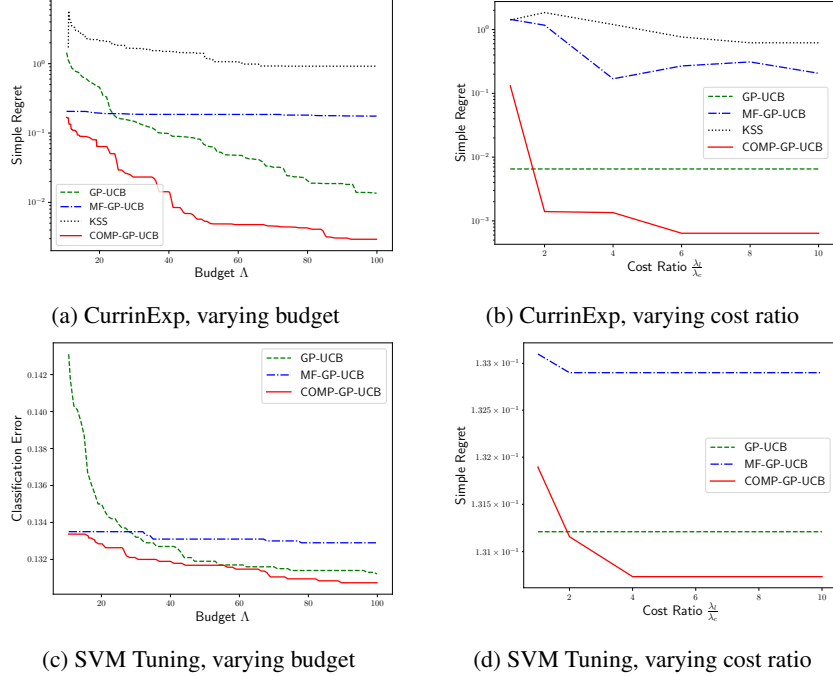 Simple Regret
10⁰
10⁻¹
10⁻²
GP-UCB
MF-GP-UCB
KSS
COMP-GP-UCB
20 40 60 80 100
Budget Λ
(a) CurrinExp, varying budget
Simple Regret
10⁰
10⁻¹
10⁻²
10⁻³
GP-UCB
MF-GP-UCB
KSS
COMP-GP-UCB
2 4 6 8 10
Cost Ratio λ_l/λ_c
(b) CurrinExp, varying cost ratio
Classification Error
0.142
0.140
0.138
0.136
0.134
0.132
GP-UCB
MF-GP-UCB
COMP-GP-UCB
20 40 60 80 100
Budget Λ
(c) SVM Tuning, varying budget
Simple Regret
1.33 × 10⁻¹
1.325 × 10⁻¹
1.32 × 10⁻¹
1.315 × 10⁻¹
1.31 × 10⁻¹
GP-UCB
MF-GP-UCB
COMP-GP-UCB
2 4 6 8 10
Cost Ratio λ_l/λ_c
(d) SVM Tuning, varying cost ratio